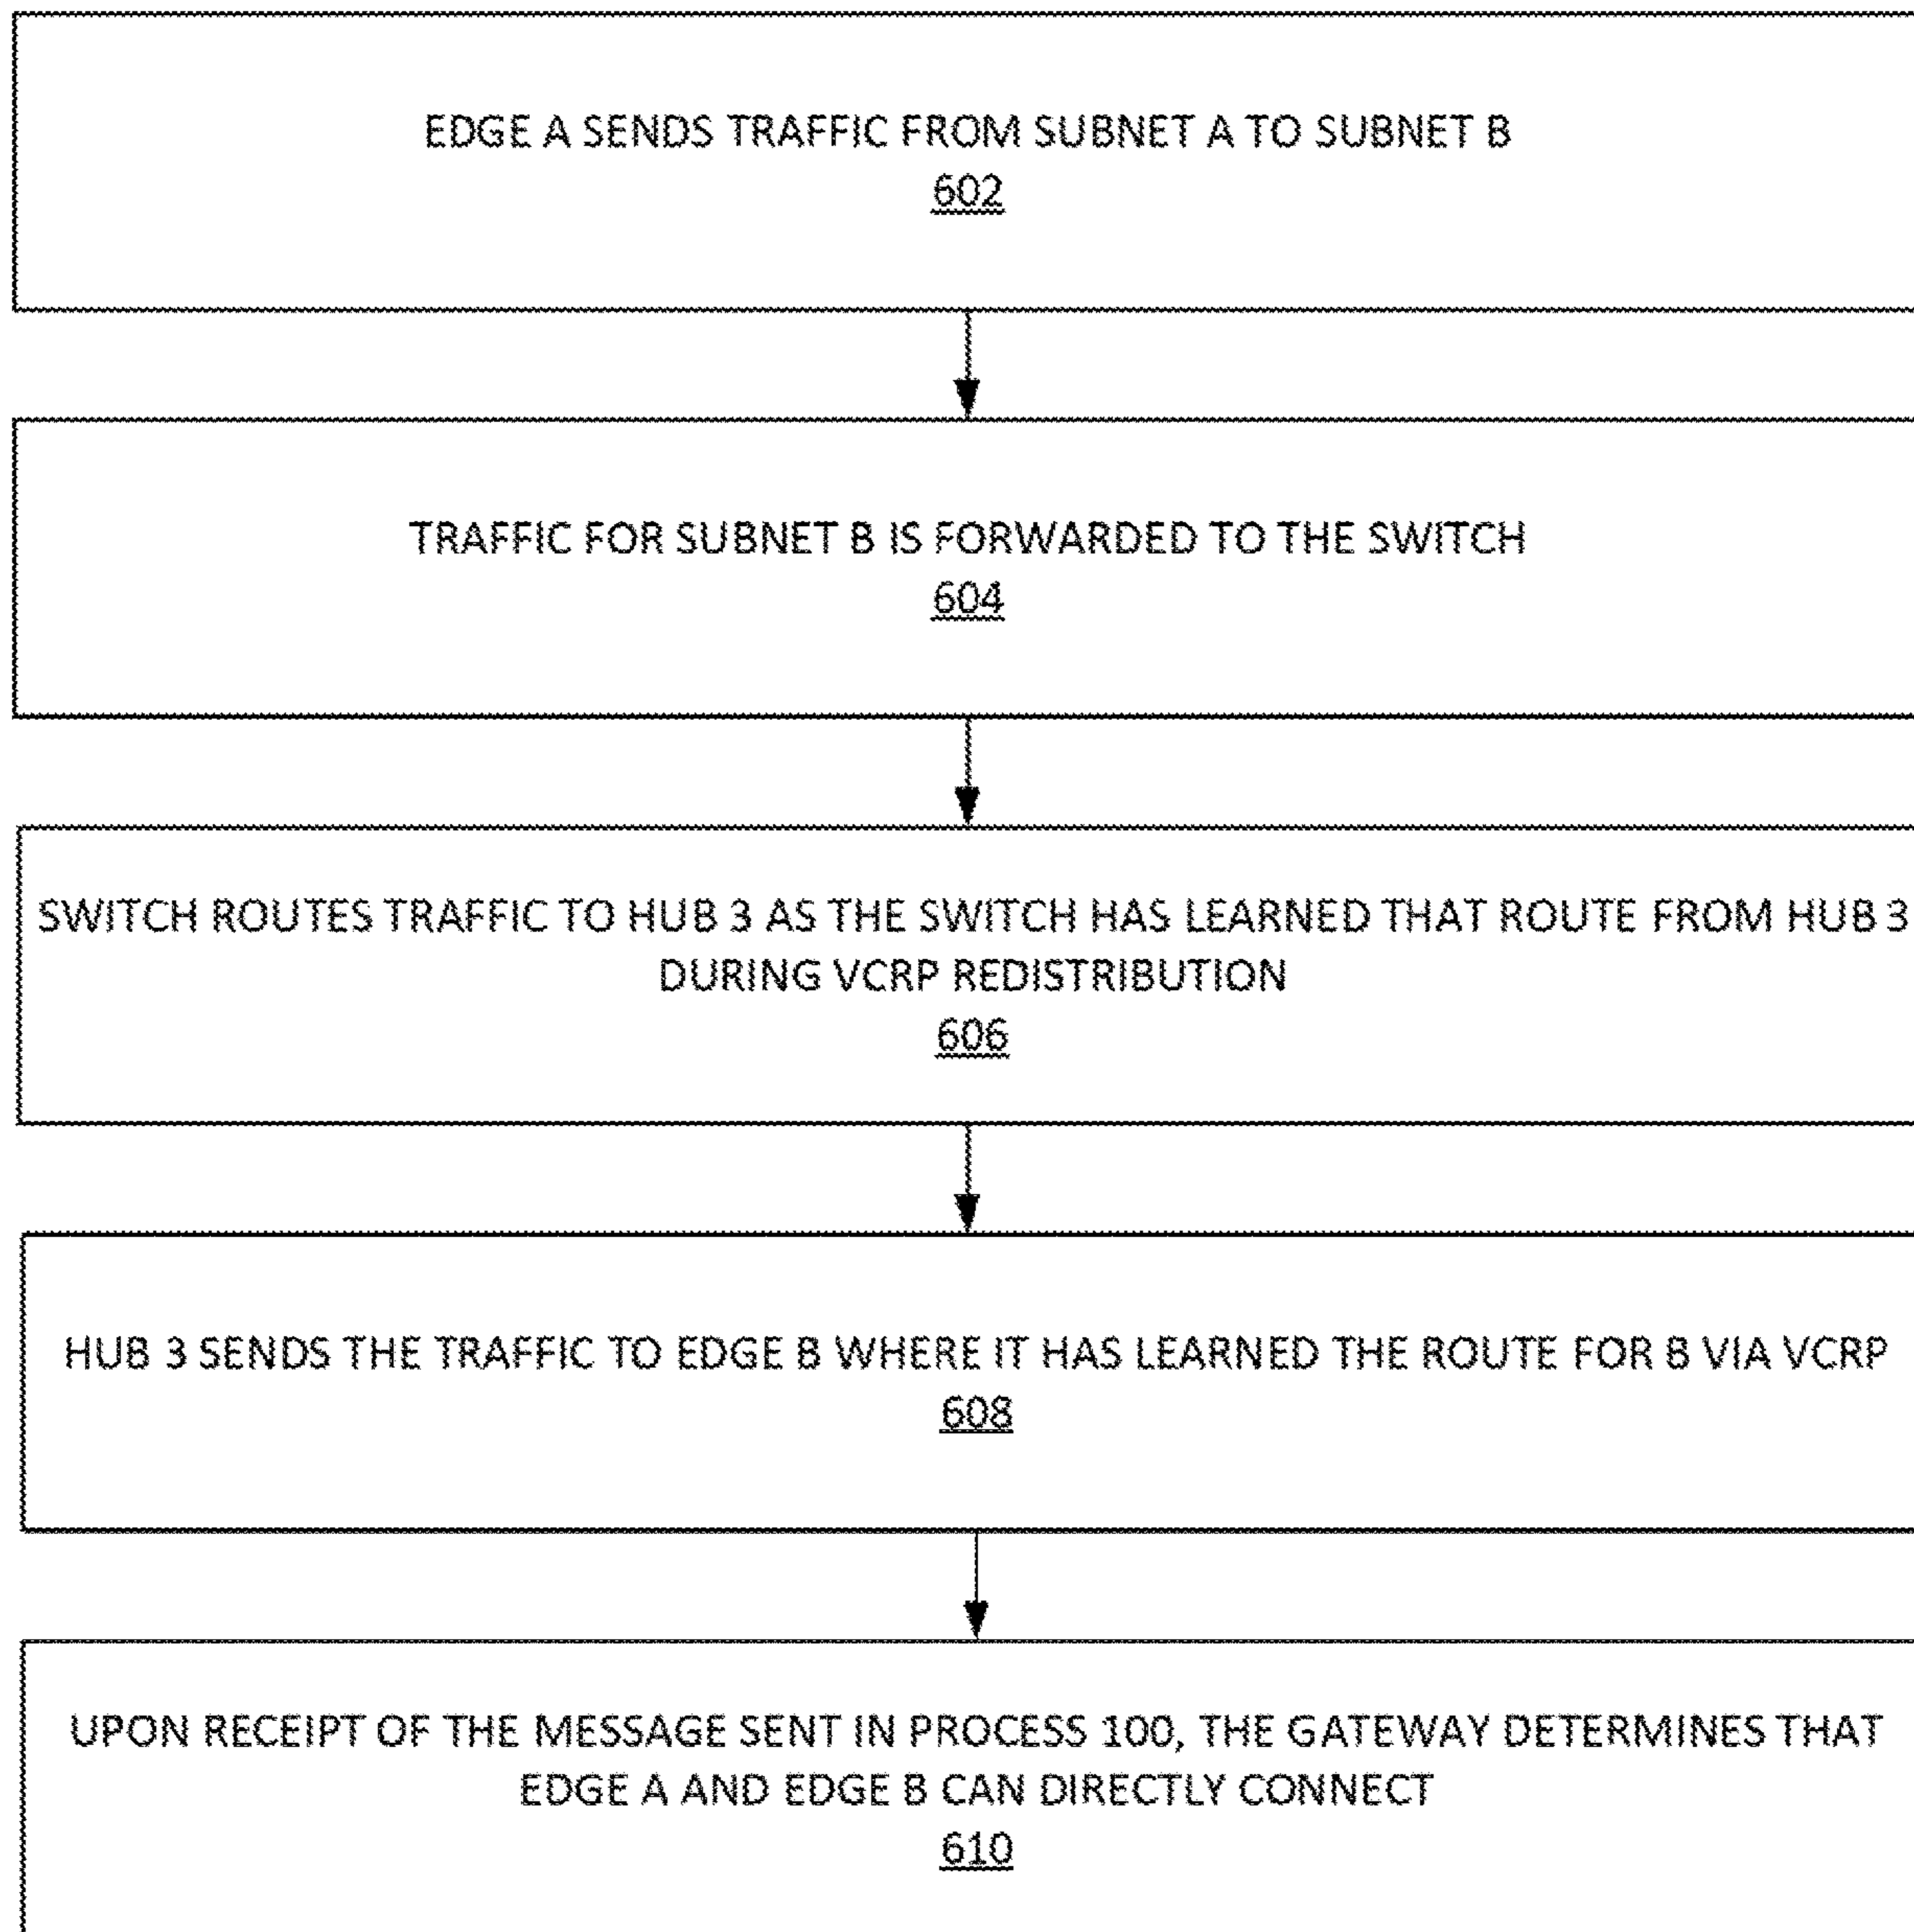 EDGE A SENDS TRAFFIC FROM SUBNET A TO SUBNET B
602
TRAFFIC FOR SUBNET B IS FORWARDED TO THE SWITCH
604
SWITCH ROUTES TRAFFIC TO HUB 3 AS THE SWITCH HAS LEARNED THAT ROUTE FROM HUB 3
DURING VCRP REDISTRIBUTION
606
HUB 3 SENDS THE TRAFFIC TO EDGE B WHERE IT HAS LEARNED THE ROUTE FOR B VIA VCRP
608
UPON RECEIPT OF THE MESSAGE SENT IN PROCESS 100, THE GATEWAY DETERMINES THAT
EDGE A AND EDGE B CAN DIRECTLY CONNECT
610